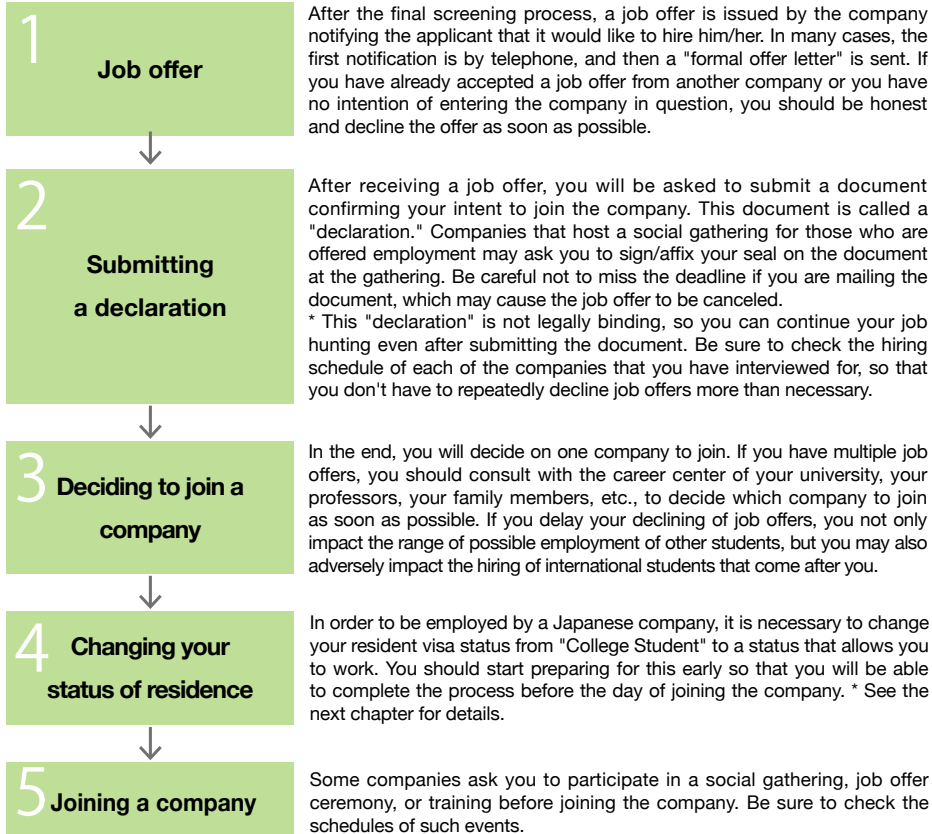 1
Job offer
After the final screening process, a job offer is issued by the company
notifying the applicant that it would like to hire him/her. In many cases, the
first notification is by telephone, and then a "formal offer letter" is sent. If
you have already accepted a job offer from another company or you have
no intention of entering the company in question, you should be honest
and decline the offer as soon as possible.
2
Submitting
a declaration
After receiving a job offer, you will be asked to submit a document
confirming your intent to join the company. This document is called a
"declaration." Companies that host a social gathering for those who are
offered employment may ask you to sign/affix your seal on the document
at the gathering. Be careful not to miss the deadline if you are mailing the
document, which may cause the job offer to be canceled.
* This "declaration" is not legally binding, so you can continue your job
hunting even after submitting the document. Be sure to check the hiring
schedule of each of the companies that you have interviewed for, so that
you don't have to repeatedly decline job offers more than necessary.
3
Deciding to join a
company
In the end, you will decide on one company to join. If you have multiple job
offers, you should consult with the career center of your university, your
professors, your family members, etc., to decide which company to join
as soon as possible. If you delay your declining of job offers, you not only
impact the range of possible employment of other students, but you may also
adversely impact the hiring of international students that come after you.
4
Changing your
status of residence
In order to be employed by a Japanese company, it is necessary to change
your resident visa status from "College Student" to a status that allows you
to work. You should start preparing for this early so that you will be able
to complete the process before the day of joining the company. * See the
next chapter for details.
5
Joining a company
Some companies ask you to participate in a social gathering, job offer
ceremony, or training before joining the company. Be sure to check the
schedules of such events.